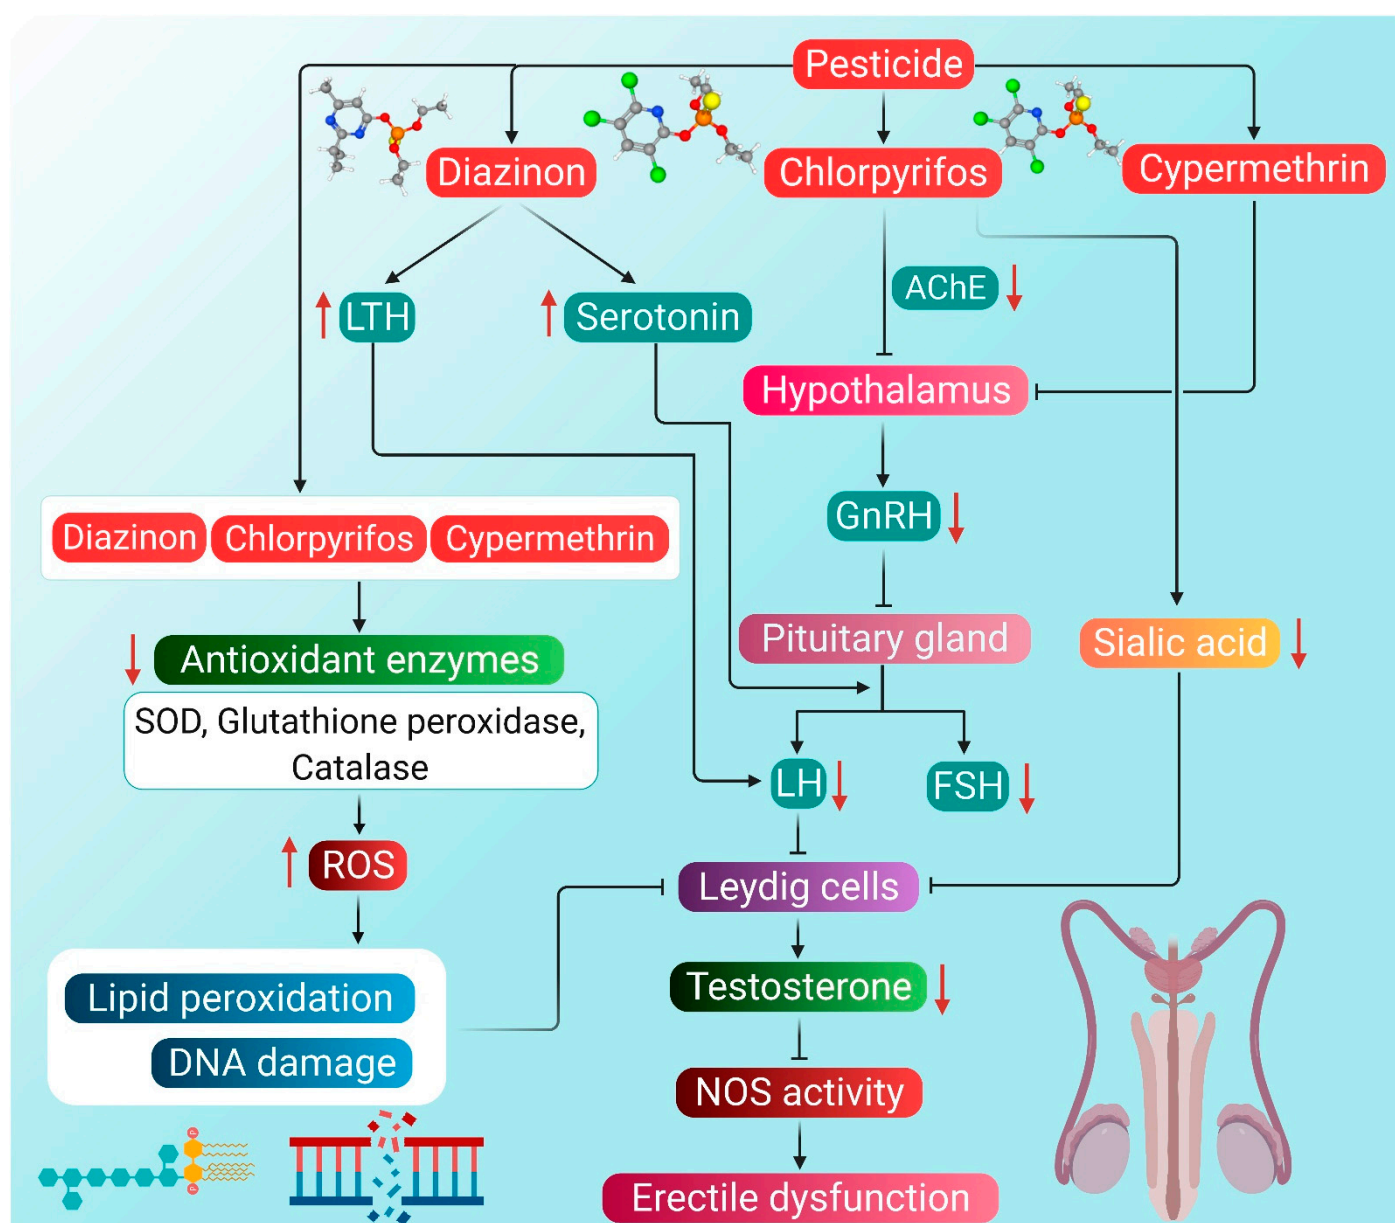 Pesticide
Diazinon
Chlorpyrifos
Cypermethrin
AChE
LTH
Serotonin
Hypothalamus
GnRH
Diazinon Chlorpyrifos Cypermethrin
Pituitary gland
Sialic acid
Antioxidant enzymes
SOD, Glutathione peroxidase,
Catalase
LH
FSH
ROS
Leydig cells
Testosterone
Lipid peroxidation
DNA damage
NOS activity
Erectile dysfunction
P
P